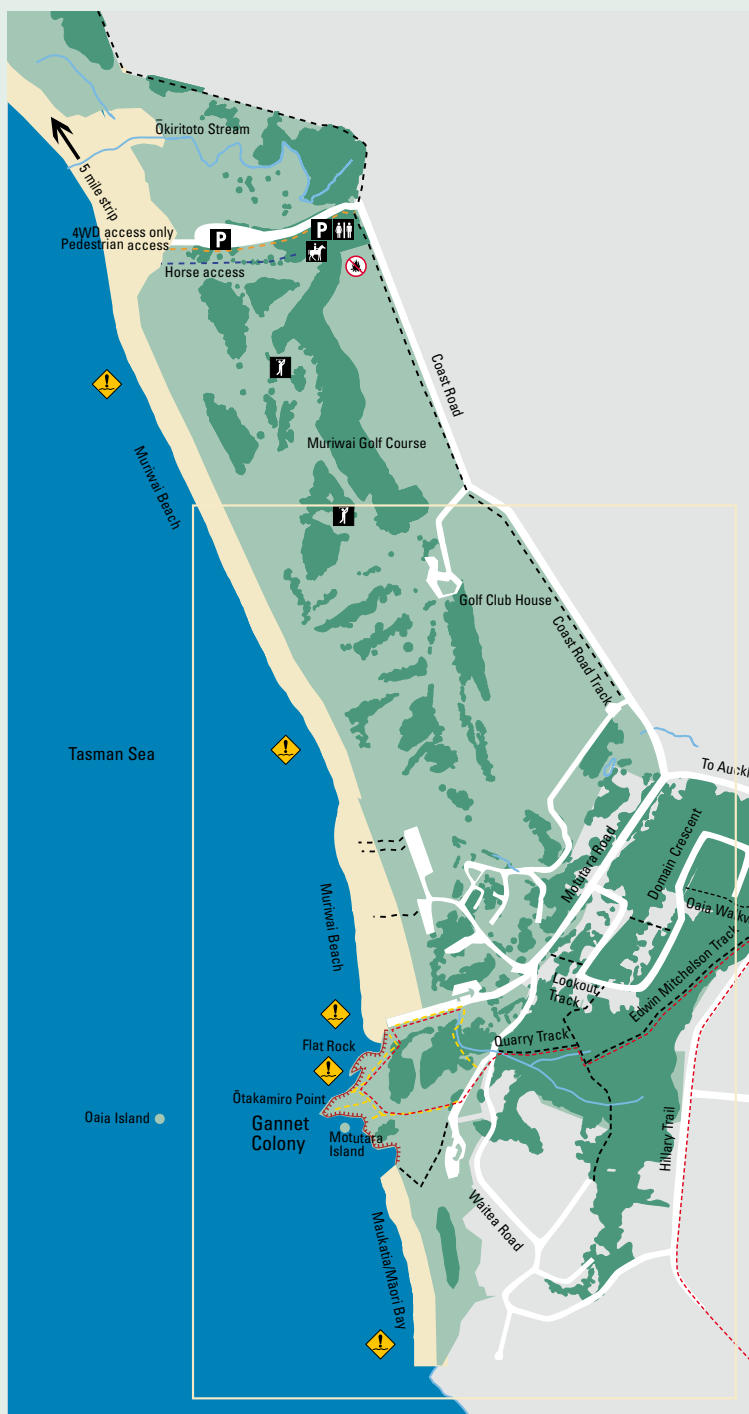 Ōkiritoto Stream
5 mile strip
4WD access only
Pedestrian access
P
P
Horse access
Coast Road
Muriwai Beach
Muriwai Golf Course
Golf Club House
Coast Road Track
Tasman Sea
To Auckl
Motutara Road
Domain Crescent
Muriwai Beach
Oaia Walkw
Edwin Mitchelson Track
Lookout
Track
Quarry Track
Flat Rock
Ōtakamiro Point
Oaia Island
Gannet
Colony
Motutara
Island
Hillary Trail
Waitea Road
Maukatia/Māori Bay